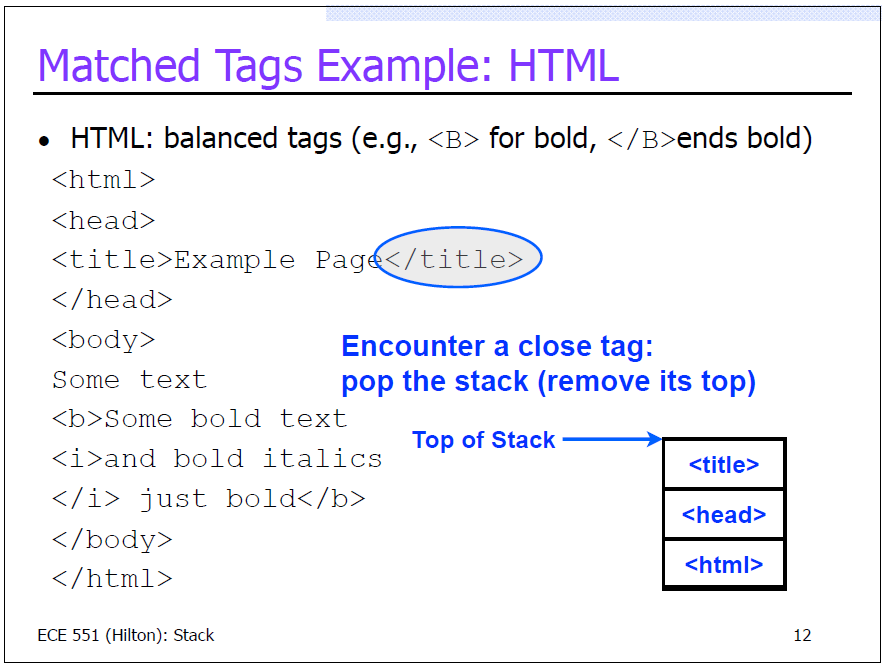 Matched Tags Example: HTML
• HTML: balanced tags (e.g., <B> for bold, </B>ends bold)
<html>
<head>
<title>Example Page</title>
</head>
<body>
Some text
<b>Some bold text
<i>and bold italics
</i> just bold</b>
</body>
</html>
Encounter a close tag:
pop the stack (remove its top)
Top of Stack
<title>
<head>
<html>
ECE 551 (Hilton): Stack
12